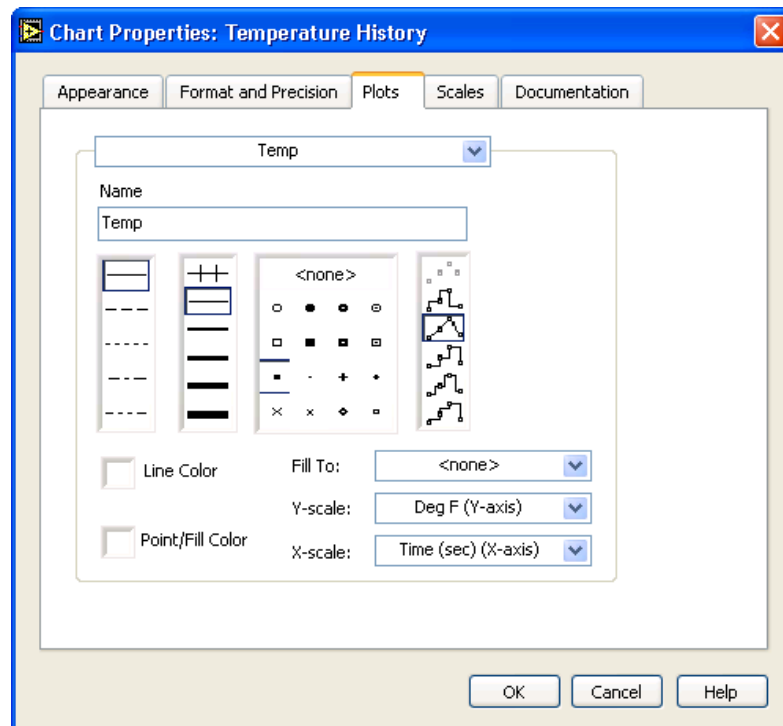 Chart Properties: Temperature History
Appearance Format and Precision Plots Scales Documentation
Temp
Name
Temp
<none>
Line Color
Fill To: <none>
Y-scale: Deg F (Y-axis)
Point/Fill Color
X-scale: Time (sec) (X-axis)
OK Cancel Help